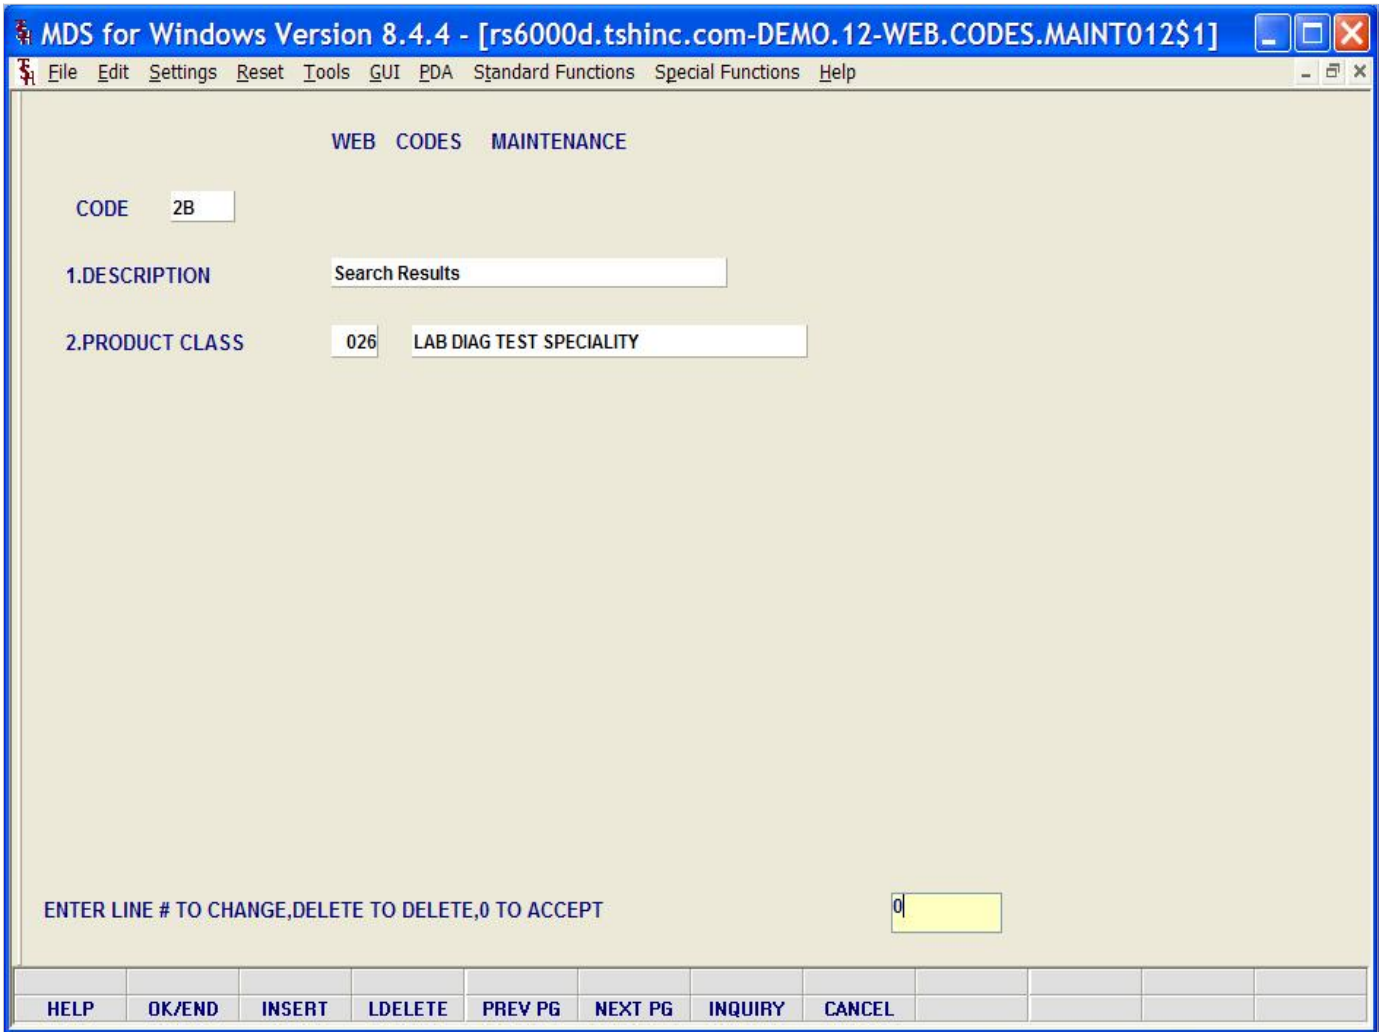 MDS for Windows Version 8.4.4 - [rs6000d.tshinc.com-DEMO.12-WEB.CODES.MAINT012$1]
File Edit Settings Reset Tools GUI PDA Standard Functions Special Functions Help
WEB CODES MAINTENANCE
CODE 2B
1.DESCRIPTION Search Results
2.PRODUCT CLASS 026 LAB DIAG TEST SPECIALITY
ENTER LINE # TO CHANGE,DELETE TO DELETE,0 TO ACCEPT 0
HELP OK/END INSERT LDELETE PREV PG NEXT PG INQUIRY CANCEL